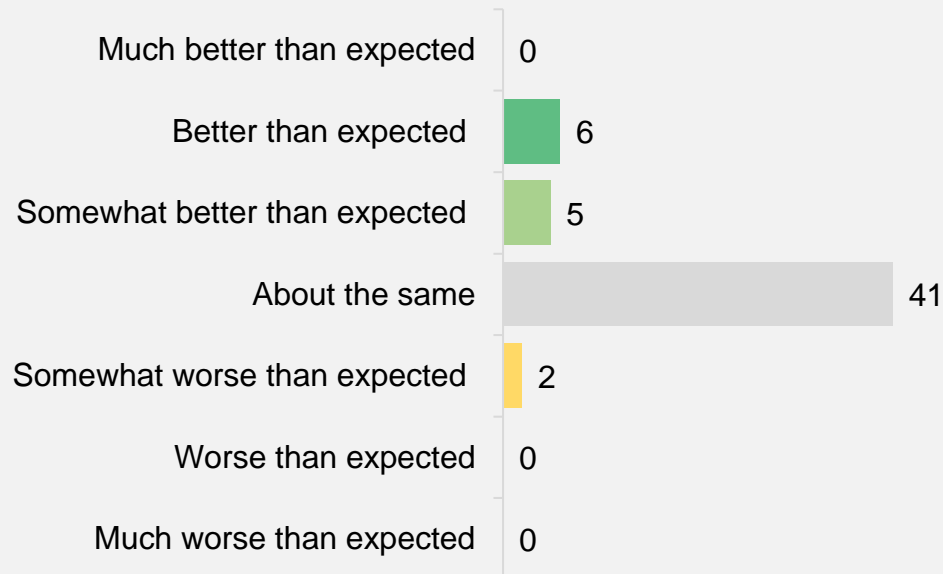 Much better than expected 0
Better than expected 6
Somewhat better than expected 5
About the same 41
Somewhat worse than expected 2
Worse than expected 0
Much worse than expected 0